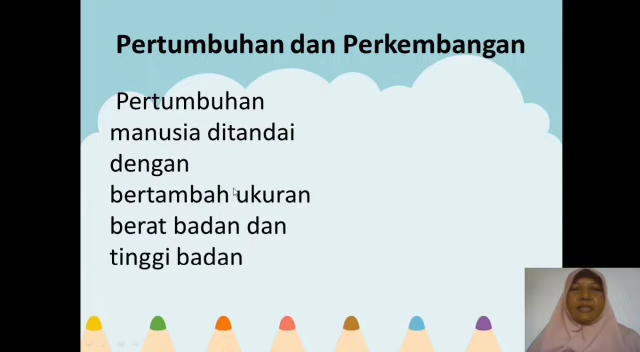 Pertumbuhan dan Perkembangan
Pertumbuhan
manusia ditandai
dengan
bertambah ukuran
berat badan dan
tinggi badan